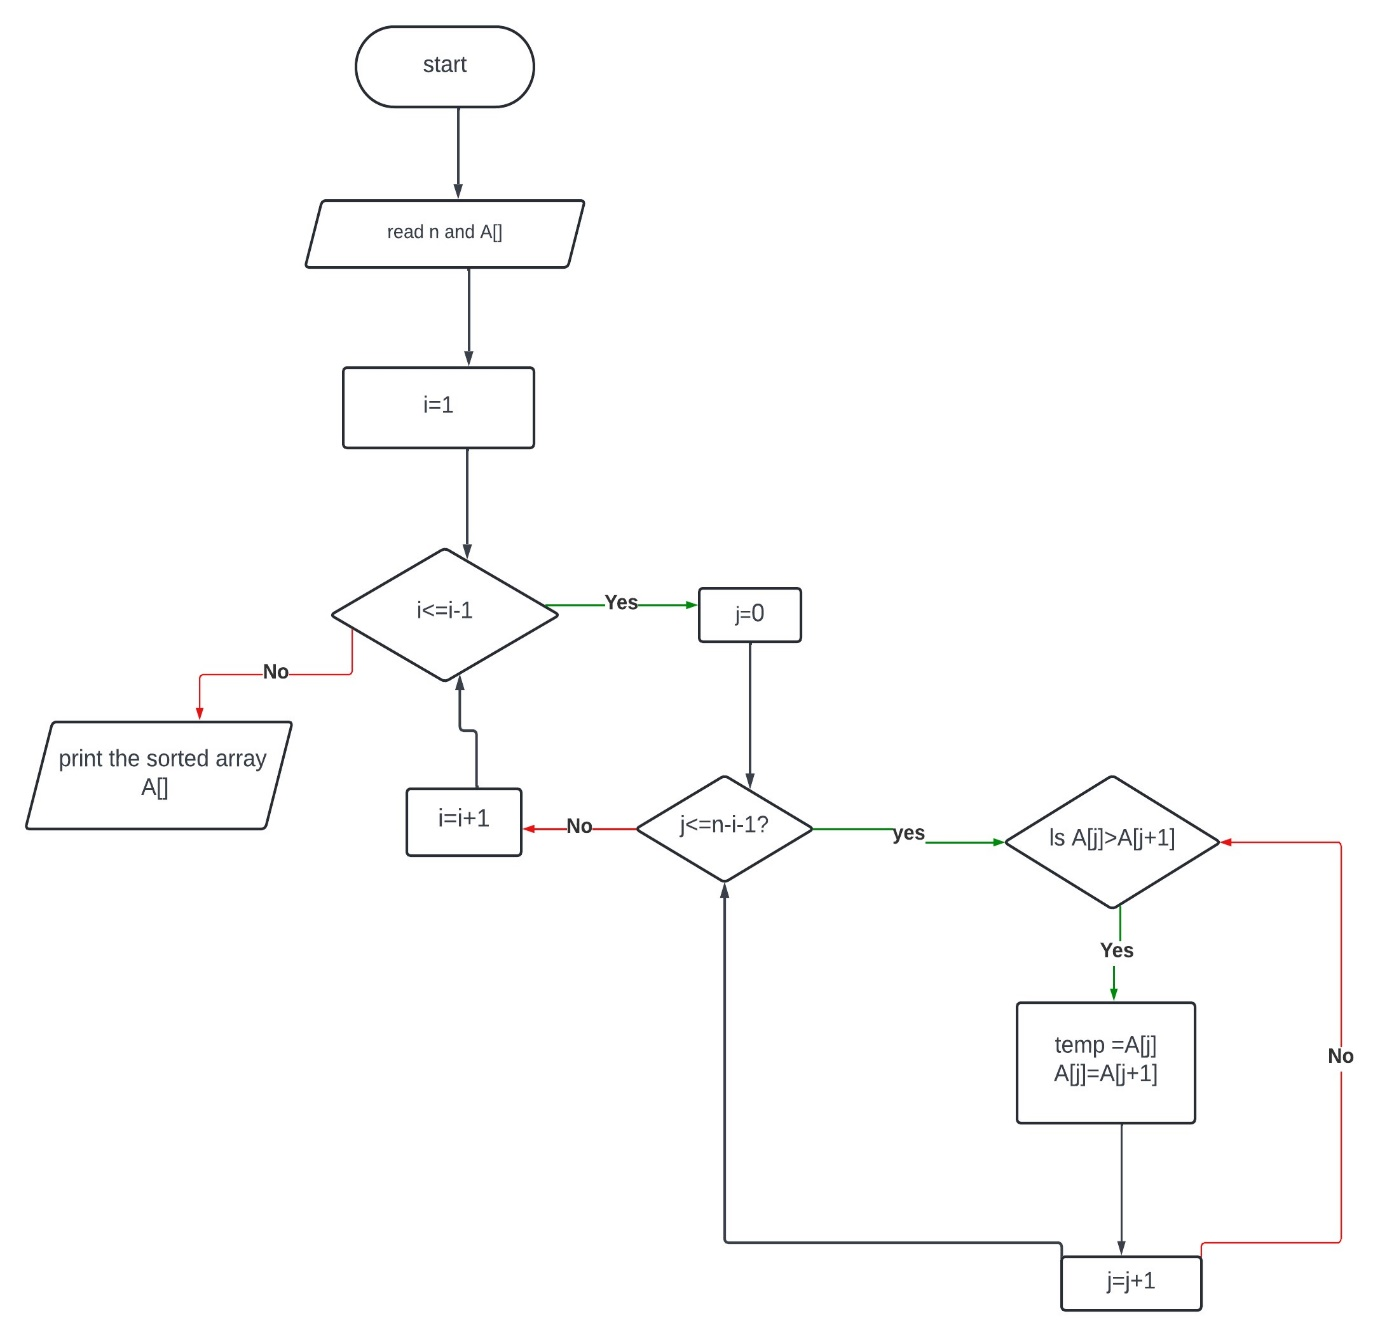 start
read n and A[]
i=1
i<=i-1
Yes
j=0
No
print the sorted array
A[]
i=i+1
No
j<=n-i-1?
yes
ls A[j]>A[j+1]
Yes
temp =A[j]
A[j]=A[j+1]
No
j=j+1